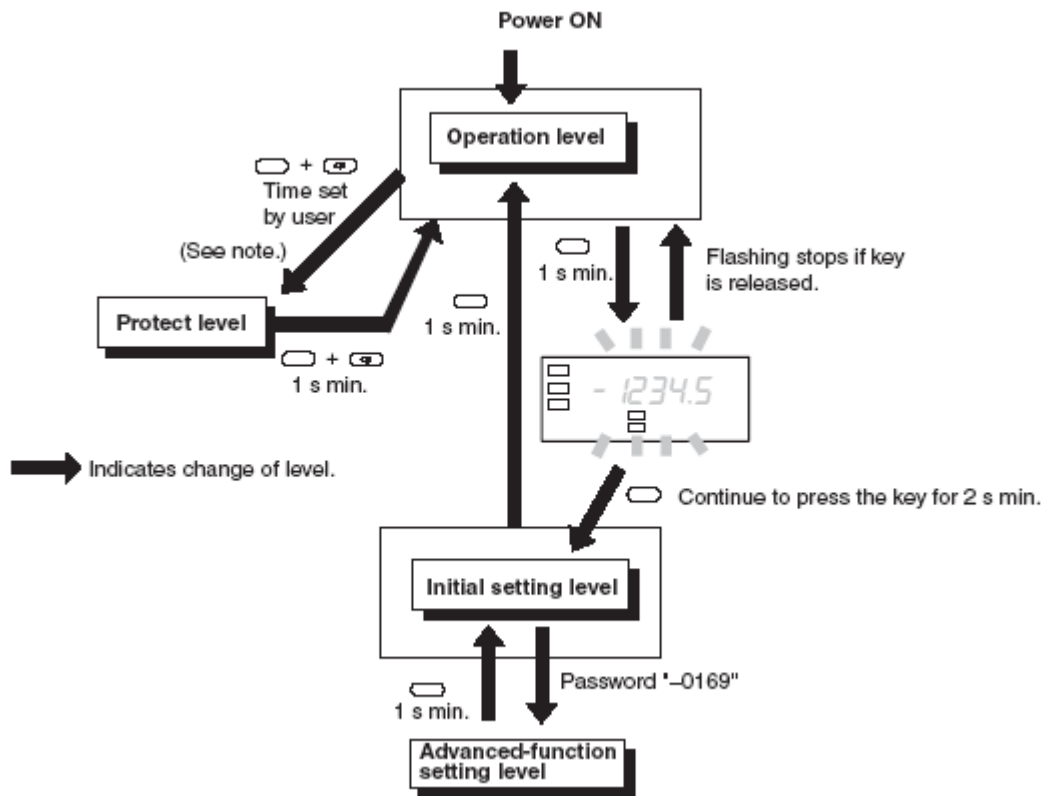 Power ON
Operation level
+
Time set
by user
(See note.)
1 s min.
Flashing stops if key
is released.
Protect level
1 s min.
+
1 s min.
- 1234.5
Indicates change of level.
Continue to press the key for 2 s min.
Initial setting level
Password "–0169"
1 s min.
Advanced-function
setting level